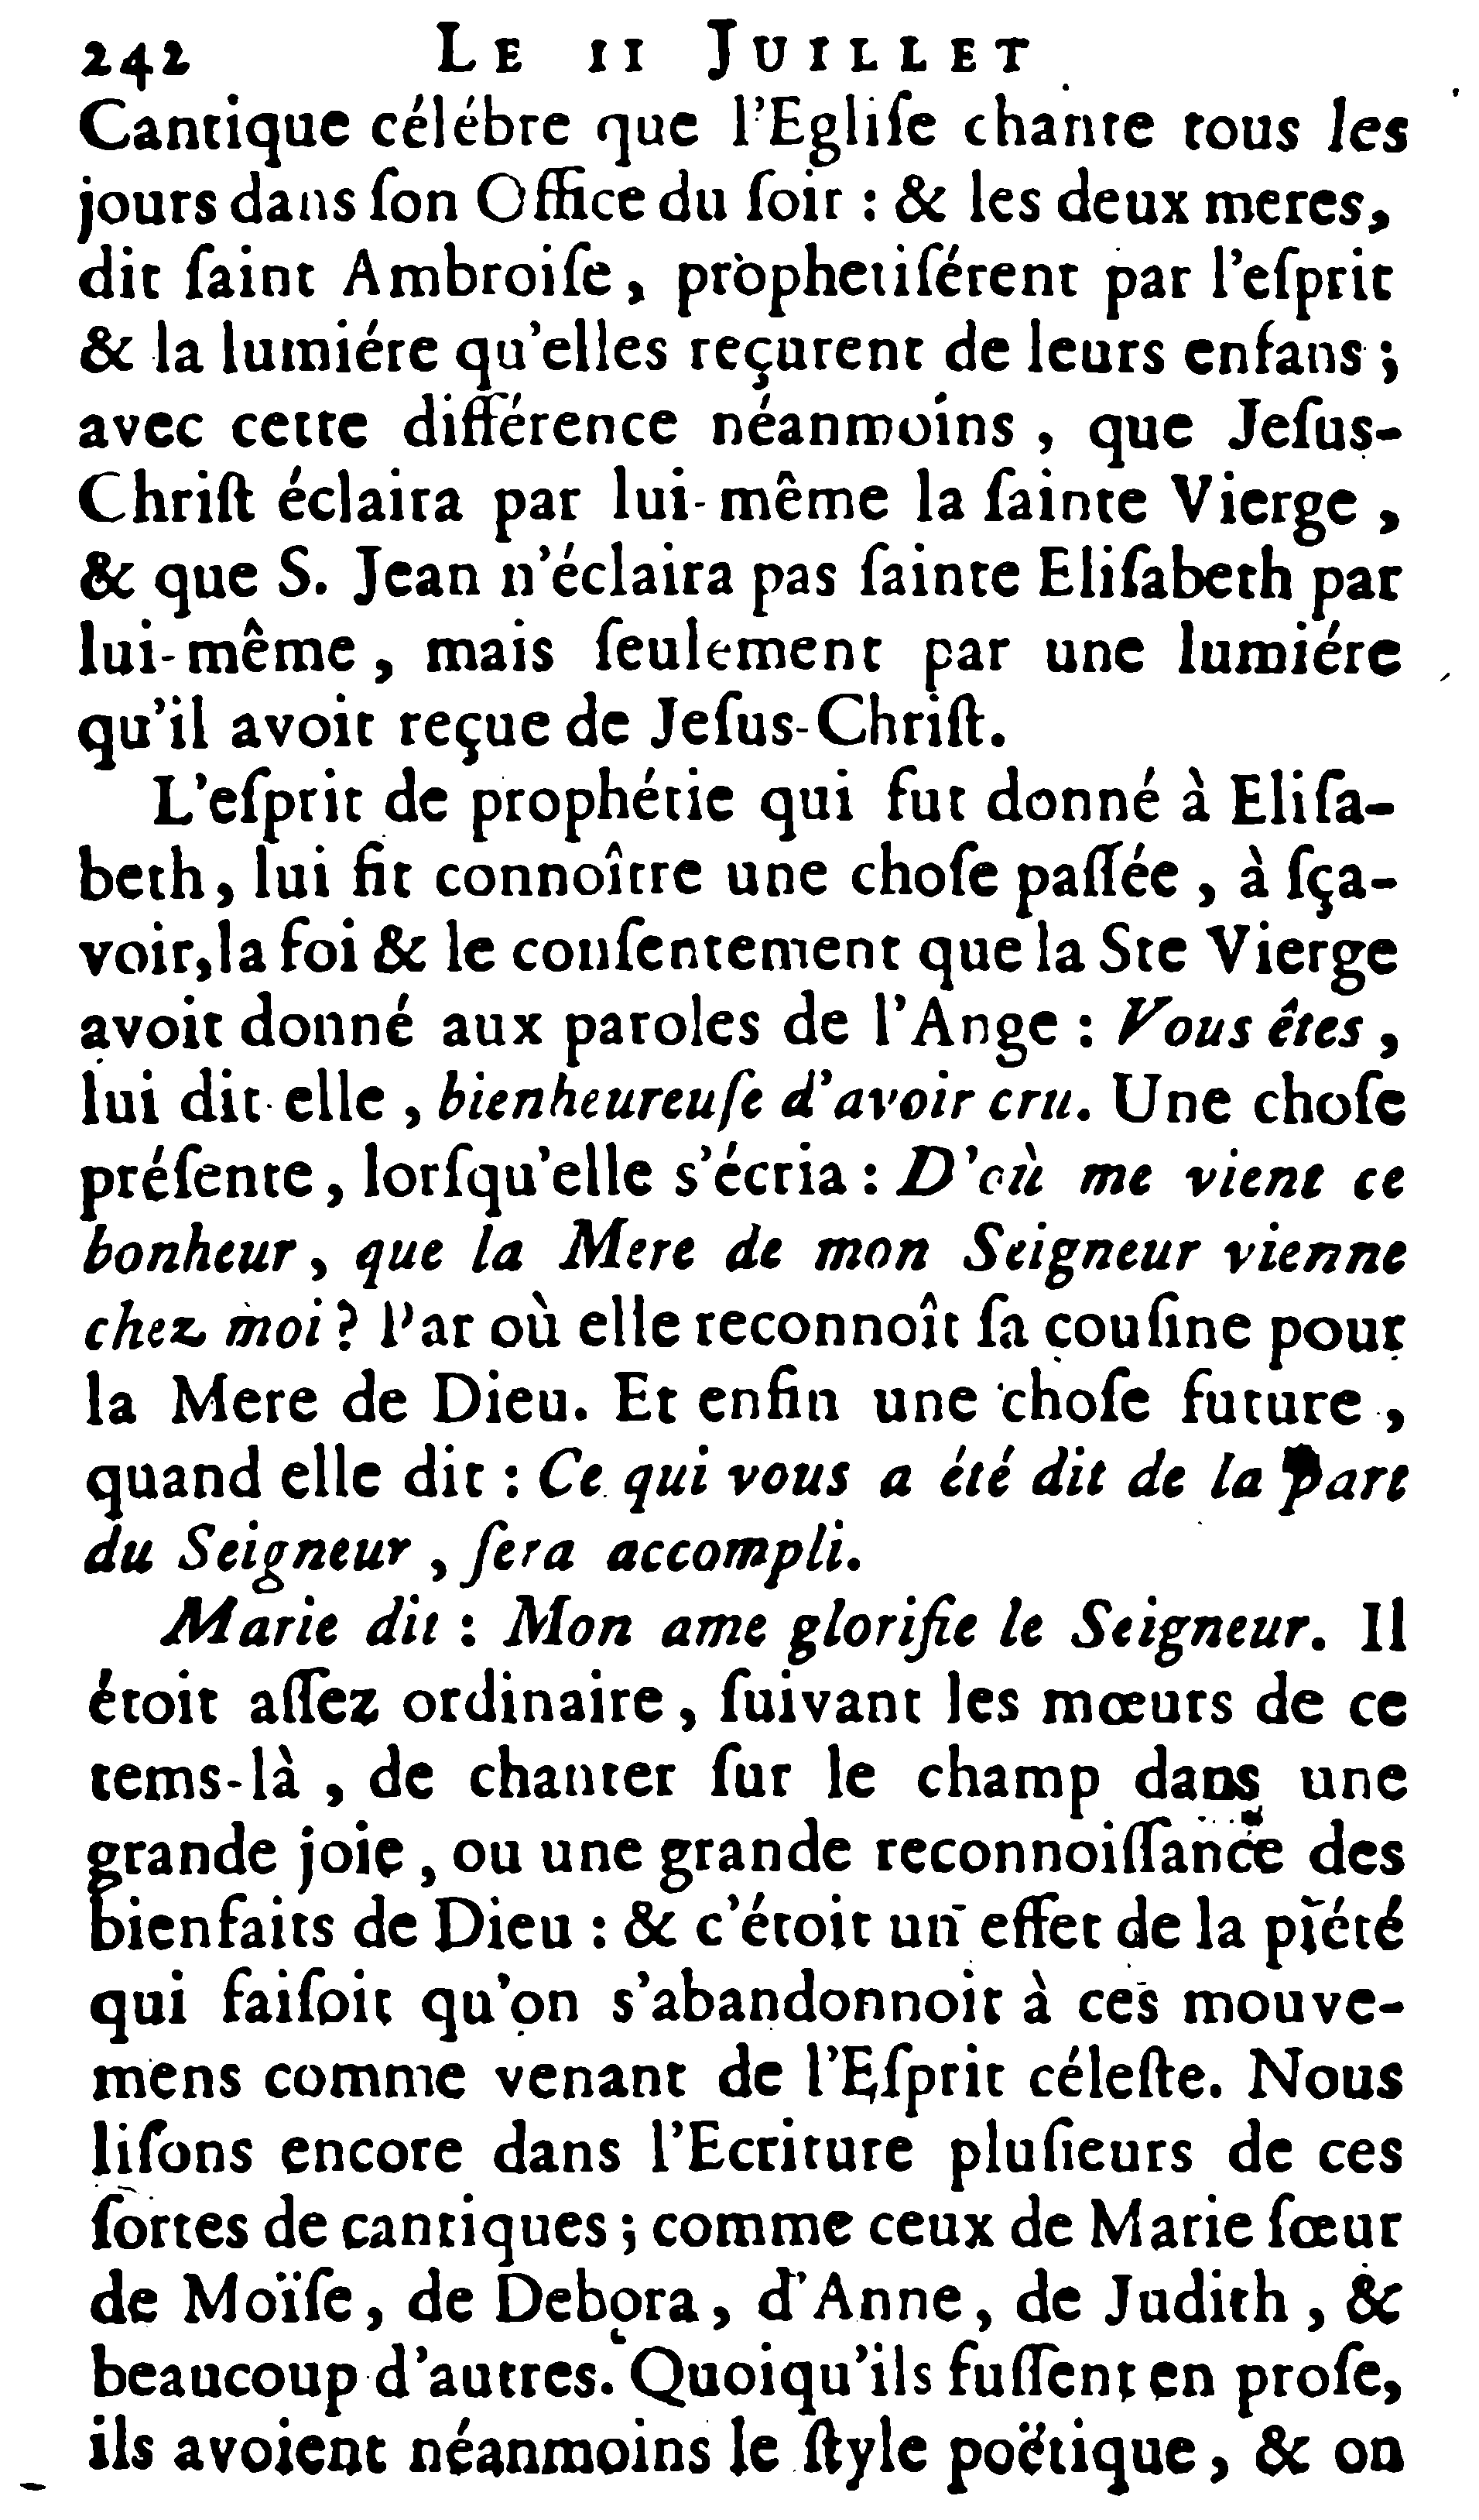 242 LE II JUILLET
Cantique célébre que l'Egliſe chante tous les
jours dans ſon Office du ſoir : & les deux meres,
dit ſaint Ambroiſe, prophetiſérent par l'eſprit
& la lumiére qu'elles reçurent de leurs enfans ;
avec cette différence néanmoins, que Jeſus-
Chriſt éclaira par lui-même la ſainte Vierge,
& que S. Jean n'éclaira pas ſainte Eliſabeth par
lui-même, mais ſeulement par une lumiére
qu'il avoit reçue de Jeſus-Chriſt.
L'eſprit de prophétie qui fut donné à Eliſa-
beth, lui fit connoître une choſe paſſée, à ſça-
voir, la foi & le conſentement que la Ste Vierge
avoit donné aux paroles de l'Ange : Vous êtes,
lui dit-elle, bienheureuſe d'avoir cru. Une choſe
préſente, lorſqu'elle s'écria : D'où me vient ce
bonheur, que la Mere de mon Seigneur vienne
chez moi ? Par où elle reconnoît ſa couſine pour
la Mere de Dieu. Et enfin une choſe future,
quand elle dit : Ce qui vous a été dit de la part
du Seigneur, ſera accompli.
Marie dit : Mon ame glorifie le Seigneur. Il
étoit aſſez ordinaire, ſuivant les mœurs de ce
tems-là, de chanter ſur le champ dans une
grande joie, ou une grande reconnoiſſance des
bienfaits de Dieu : & c'étoit un effet de la piété
qui faiſoit qu'on s'abandonnoit à ces mouve-
mens comme venant de l'Eſprit céleſte. Nous
liſons encore dans l'Ecriture pluſieurs de ces
ſortes de cantiques ; comme ceux de Marie ſœur
de Moïſe, de Debora, d'Anne, de Judith, &
beaucoup d'autres. Quoiqu'ils fuſſent en proſe,
ils avoient néanmoins le ſtyle poëtique, & on